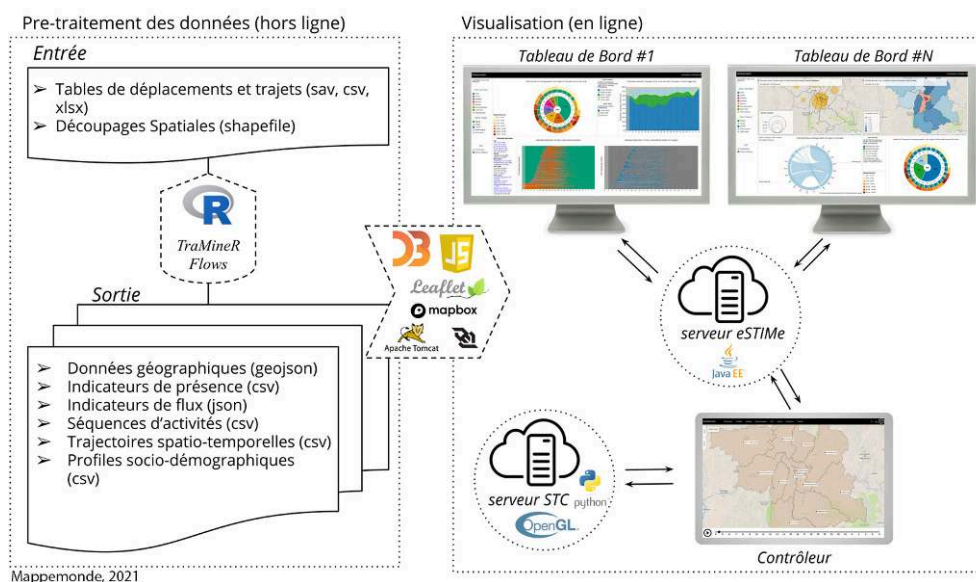 Pre-traitement des données (hors ligne)
Entrée
➢ Tables de déplacements et trajets (sav, csv,
xlsx)
➢ Découpages Spatiales (shapefile)
R
TraMineR
Flows
Sortie
➢ Données géographiques (geojson)
➢ Indicateurs de présence (csv)
➢ Indicateurs de flux (json)
➢ Séquences d'activités (csv)
➢ Trajectoires spatio-temporelles (csv)
➢ Profiles socio-démographiques
(csv)
D3
JS
Leaflet
mapbox
Apache Tomcat
Visualisation (en ligne)
Tableau de Bord #1
Tableau de Bord #N
serveur eSTIMe
Java EE
serveur STC
python
OpenGL
Contrôleur
Mappemonde, 2021